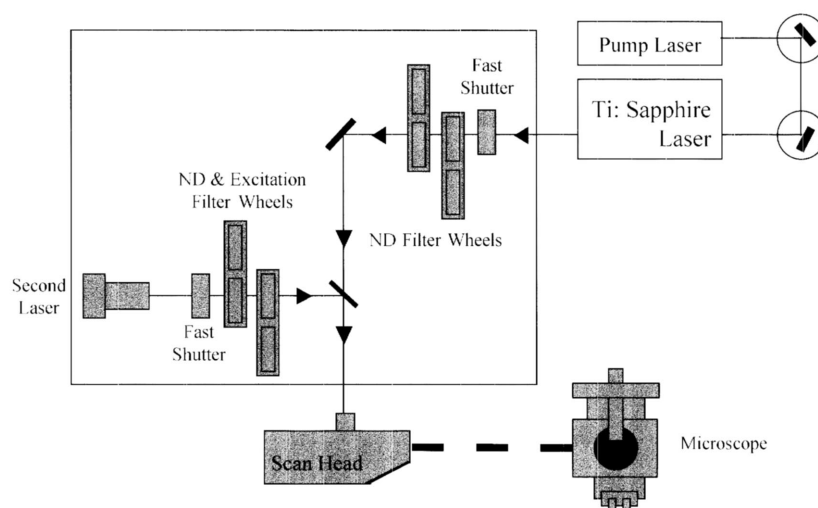 Pump Laser
Fast
Shutter
Ti: Sapphire
Laser
ND & Excitation
Filter Wheels
ND Filter Wheels
Second
Laser
Fast
Shutter
Microscope
Scan Head